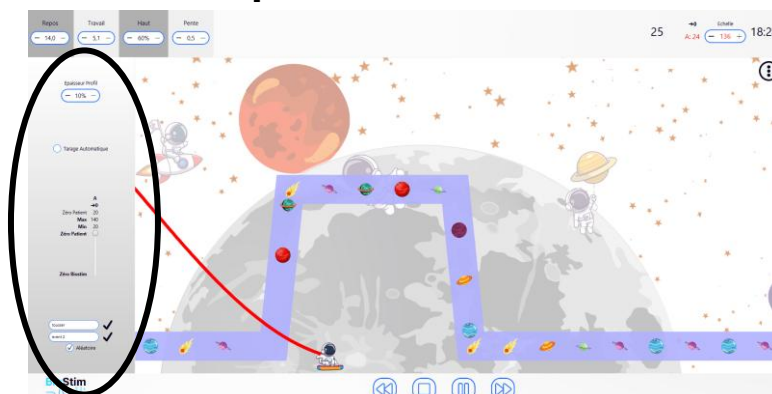 Repos Travail Haut Pente
− 14,0 − − 5,1 − − 60% − − 0,5 −
25
A: 24
Echelle
− 136 +
18:2
Epaisseur Profil
− 10% −
Tarage Automatique
A
Zéro Patient 20
Max 140
Min 20
Zéro Patient
Zéro Biostim
avant2
Aléatoire
Stim